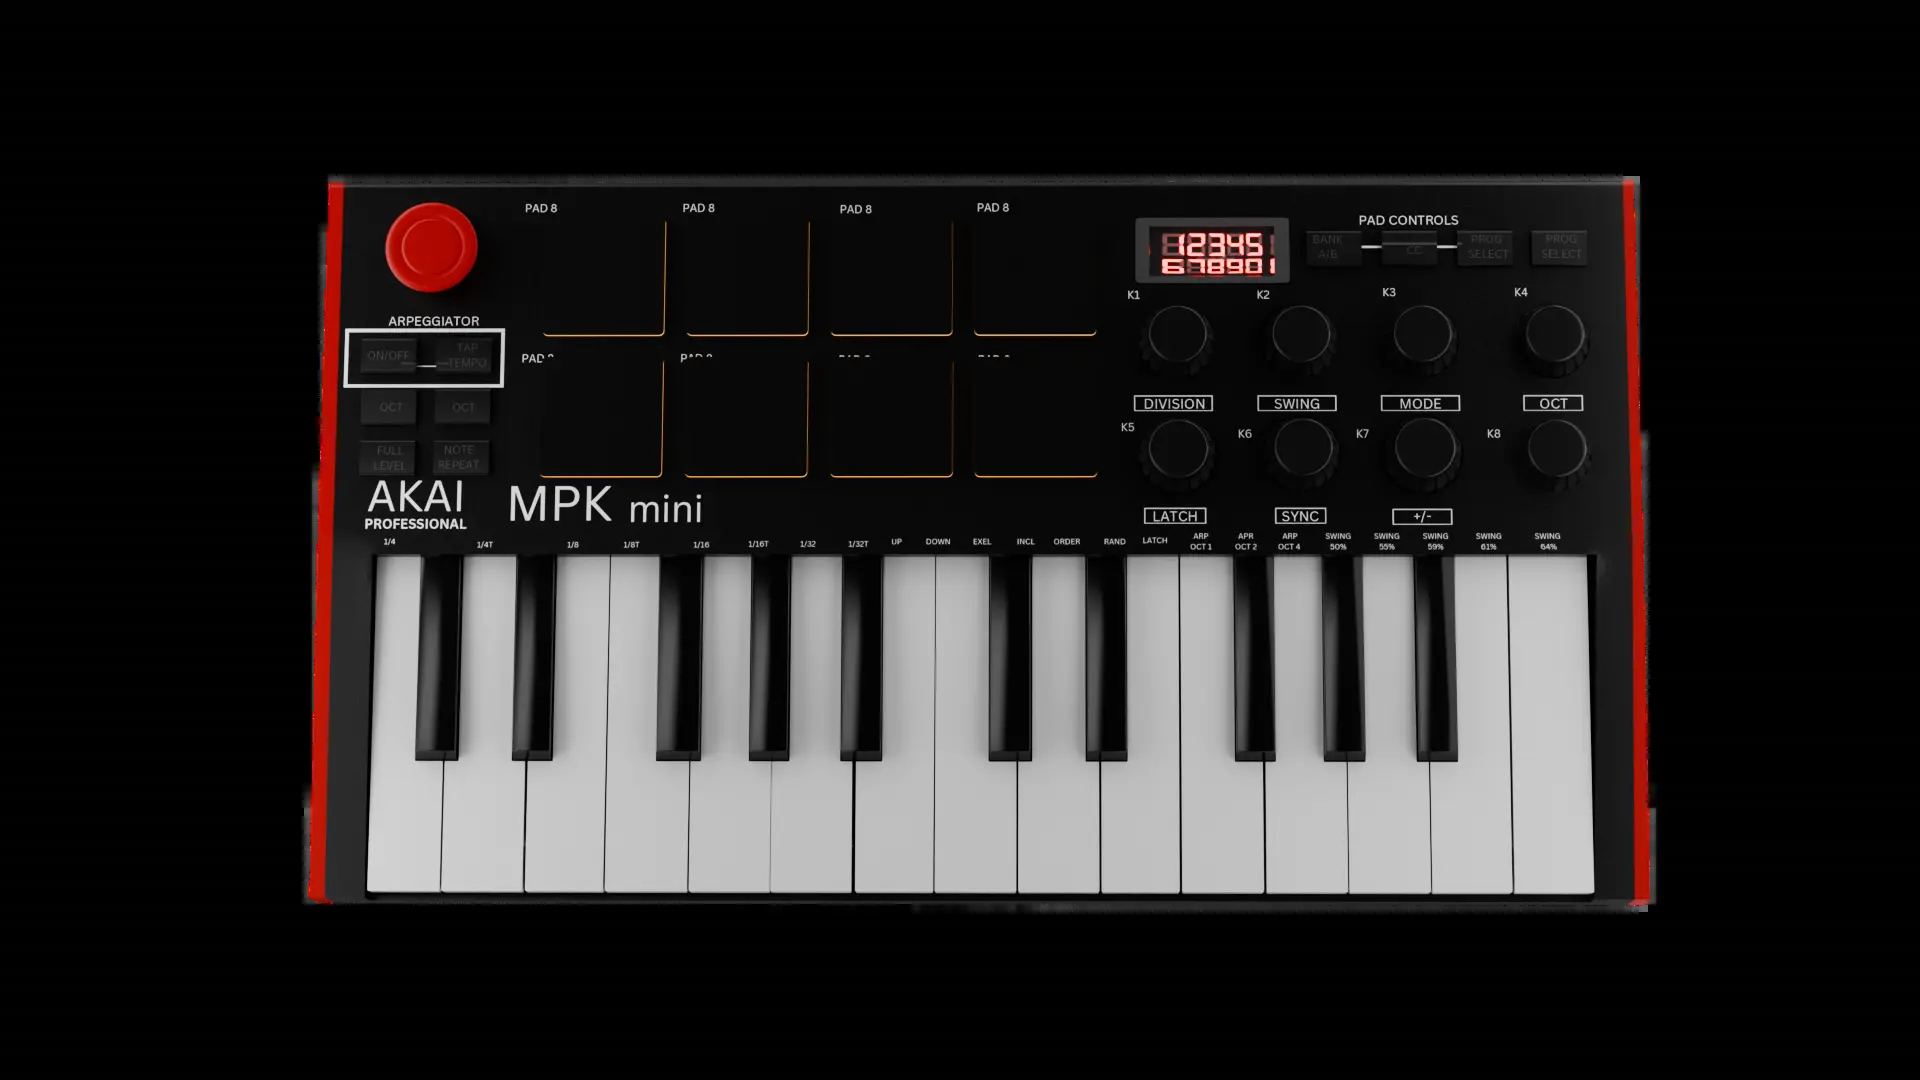 PAD 8
PAD 8
PAD 8
PAD 8
12345
678901
PAD CONTROLS
BANK
A/B
CC
PROG
SELECT
PROG
SELECT
K1
K2
K3
K4
ARPEGGIATOR
ON/OFF
TAP
TEMPO
OCT
OCT
FULL
LEVEL
NOTE
REPEAT
DIVISION
SWING
MODE
OCT
K5
K6
K7
K8
AKAI
PROFESSIONAL
MPK mini
LATCH
SYNC
+/-
1/4
1/4T
1/8
1/8T
1/16
1/16T
1/32
1/32T
UP
DOWN
EXEL
INCL
ORDER
RAND
LATCH
ARP
OCT 1
APR
OCT 2
ARP
OCT 4
SWING
50%
SWING
55%
SWING
59%
SWING
61%
SWING
64%